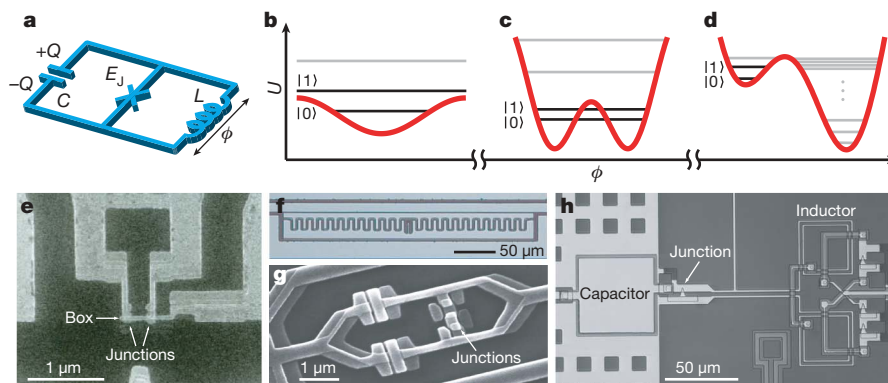 a
+Q
−Q
C
E_J
L
ϕ
b
U
|1⟩
|0⟩
c
|1⟩
|0⟩
ϕ
d
|1⟩
|0⟩
e
Box
Junctions
1 µm
f
50 µm
g
Junctions
1 µm
h
Capacitor
Junction
Inductor
50 µm